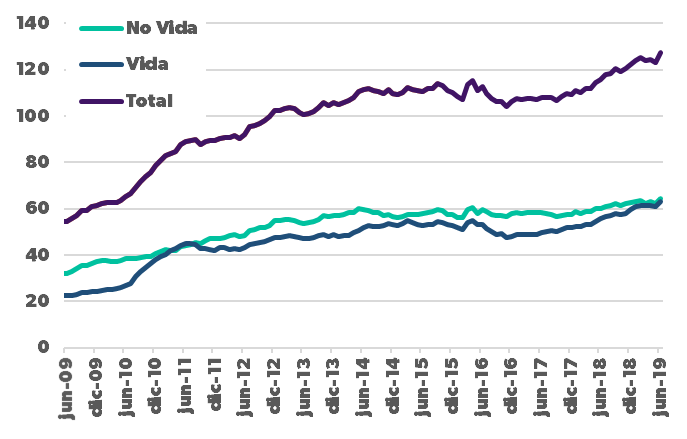 140
120
100
80
60
40
20
0
No Vida
Vida
Total
jun-09
dic-09
jun-10
dic-10
jun-11
dic-11
jun-12
dic-12
jun-13
dic-13
jun-14
dic-14
jun-15
dic-15
jun-16
dic-16
jun-17
dic-17
jun-18
dic-18
jun-19